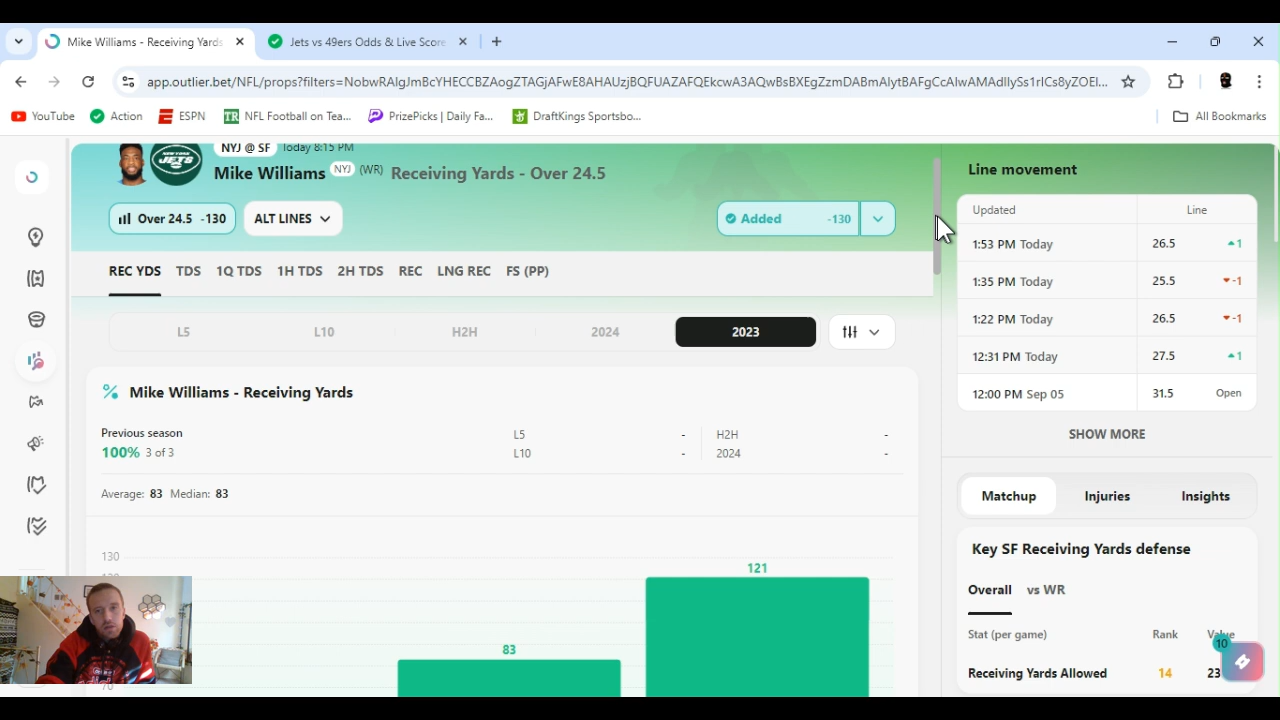 Mike Williams - Receiving Yards
Jets vs 49ers Odds & Live Score
app.outlier.bet/NFL/props?filters=NobwRAlgJmBcYHECCBZAogZTAGjAFwE8AHAUzjBQFUAZAFQEkcwA3AQwBsBXEgZzmDABmAlytBAFgCcAlwAMAdllySs1rICs8yZOEl...
YouTube
Action
ESPN
NFL Football on Tea...
PrizePicks | Daily Fa...
DraftKings Sportsbo...
All Bookmarks
NYJ @ SF Today 8:15 PM
Mike Williams NYJ (WR) Receiving Yards - Over 24.5
Over 24.5 -130
ALT LINES
Added -130
REC YDS TDS 1Q TDS 1H TDS 2H TDS REC LNG REC FS (PP)
L5 L10 H2H 2024 2023
Mike Williams - Receiving Yards
Previous season
100% 3 of 3
L5 -
L10 -
H2H -
2024 -
Average: 83 Median: 83
130
121
83
70
Line movement
Updated Line
1:53 PM Today 26.5 1
1:35 PM Today 25.5 -1
1:22 PM Today 26.5 -1
12:31 PM Today 27.5 1
12:00 PM Sep 05 31.5 Open
SHOW MORE
Matchup Injuries Insights
Key SF Receiving Yards defense
Overall vs WR
Stat (per game) Rank Value
10
Receiving Yards Allowed 14 23